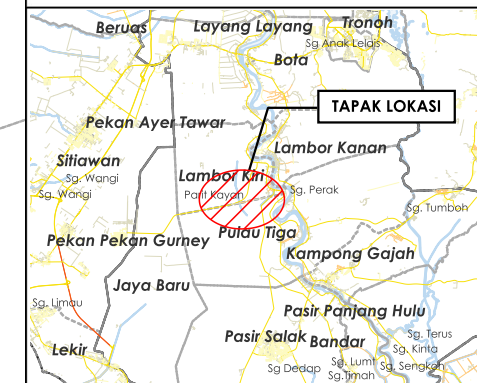 Beruas
Layang Layang
Tronoh
Sg Anak Lelais
Bota
TAPAK LOKASI
Pekan Ayer Tawar
Lambor Kanan
Sitiawan
Sg. Wangi
Sg. Wangi
Lambor Kiri
Parit Kayan
Sg. Perak
Sg. Tumboh
Pulau Tiga
Pekan Pekan Gurney
Kampong Gajah
Jaya Baru
Sg. Limau
Pasir Panjang Hulu
Pasir Salak
Bandar
Sg. Terus
Sg. Kinta
Lekir
Sg Dedap
Sg. Lumt
Sg. Sengkoh
Sg.Timah